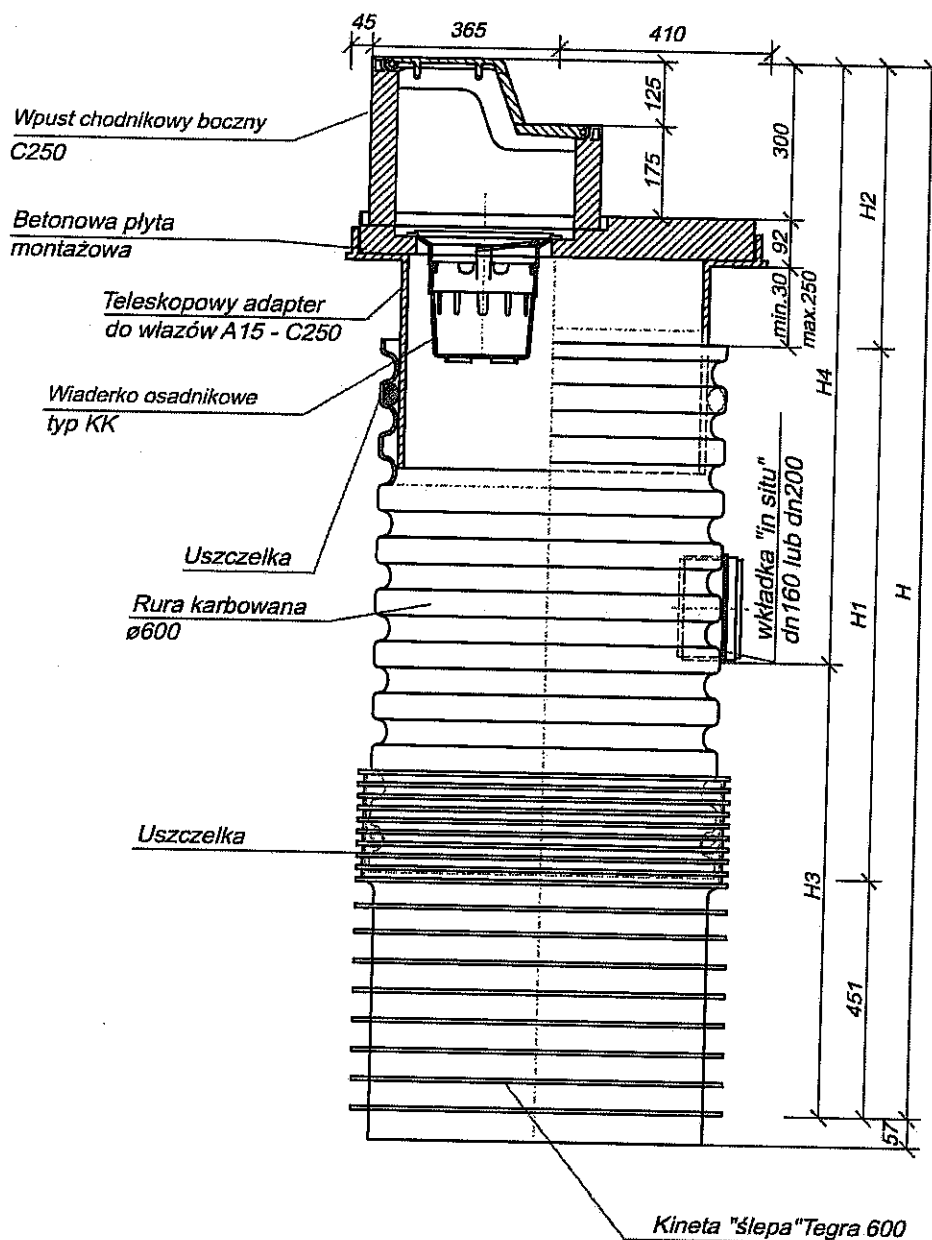 45
365
410
Wpust chodnikowy boczny
C250
125
300
175
H2
Betonowa płyta
montażowa
92
Teleskopowy adapter
do włazów A15 - C250
min.30
max.250
H4
Wiaderko osadnikowe
typ KK
wkładka "in situ"
dn160 lub dn200
Uszczelka
Rura karbowana
ø600
H1
H
Uszczelka
H3
451
57
Kineta "ślepa"Tegra 600